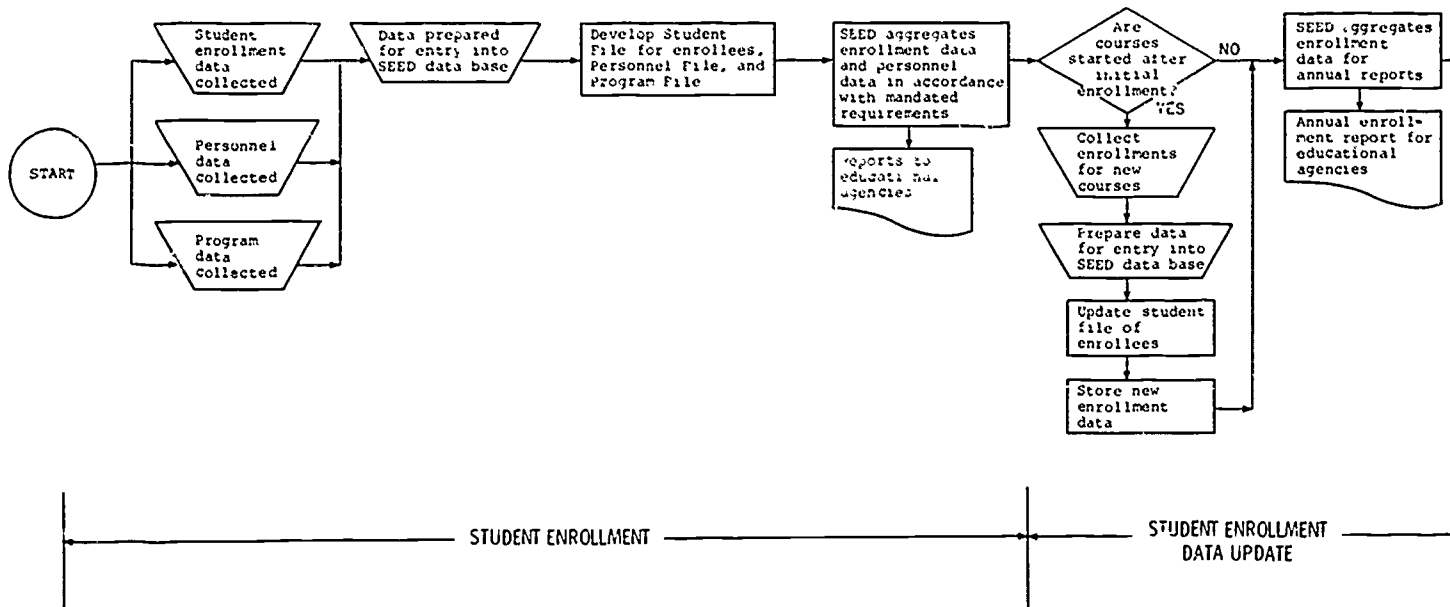 START
Student
enrollment
data
collected
Personnel
data
collected
Program
data
collected
Data prepared
for entry into
SEED data base
Develop Student
File for enrollees,
Personnel File, and
Program File
SEED aggregates
enrollment data
and personnel
data in accordance
with mandated
requirements
Reports to
agencies
Are
courses
started after
initial
enrollment?
NO
YES
Collect
enrollments
for new
courses
Prepare data
for entry into
SEED data base
Update student
file of
enrollees
Store new
enrollment
data
SEED aggregates
enrollment
data for
annual reports
Annual enroll-
ment report for
educational
agencies
STUDENT ENROLLMENT
STUDENT ENROLLMENT
DATA UPDATE